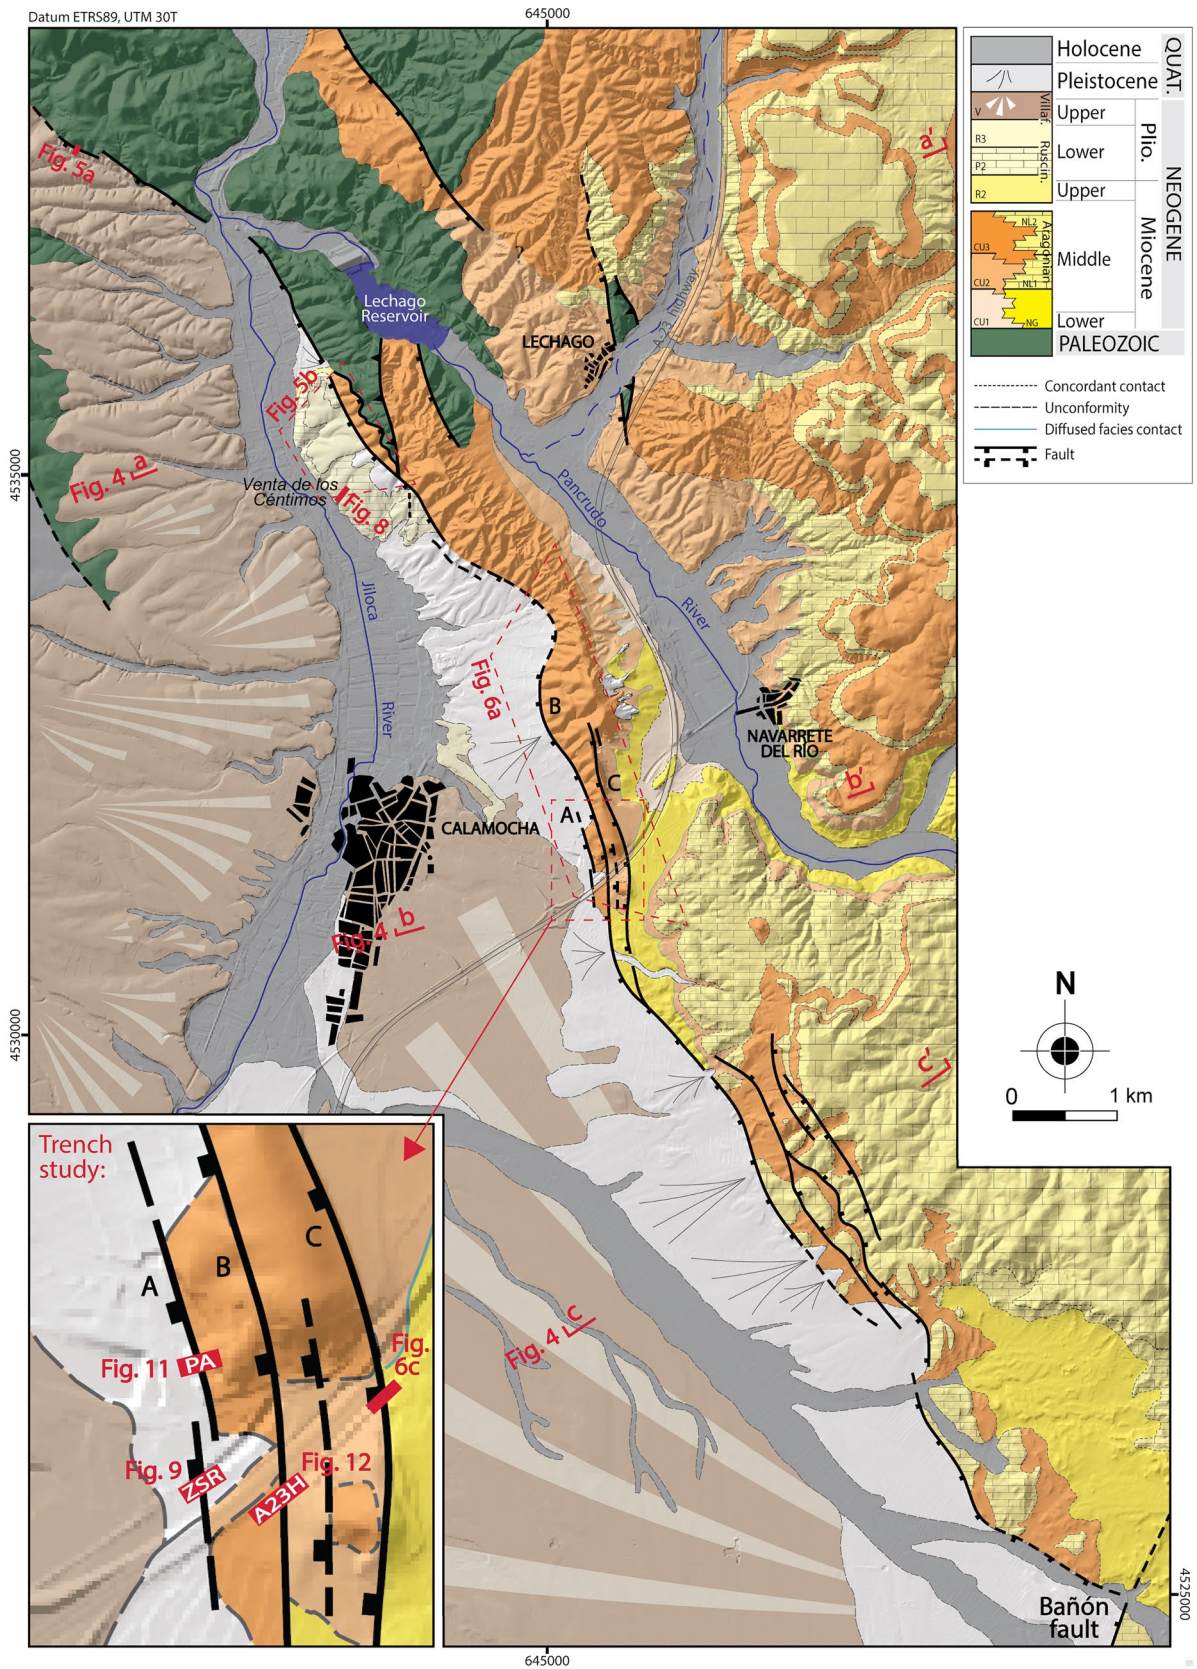 Datum ETRS89, UTM 30T
645000
Holocene
QUAT.
Pleistocene
V
Villaf.
Upper
R3
Ruscin.
Lower
Plio.
P2
R2
Upper
NEOGENE
NL2
Aragonian
CU3
Middle
Miocene
CU2
NL1
CU1
NG
Lower
PALEOZOIC
Concordant contact
Unconformity
Diffused facies contact
Fault
Fig. 5a
a'
?
A-23 highway
Lechago
Reservoir
LECHAGO
Fig. 5b
4535000
Fig. 4 a
Venta de los
Céntimos
Fig. 8
Pancrudo
River
Jiloca
River
Fig. 6a
B
NAVARRETE
DEL RÍO
b'
C
A
CALAMOCHA
Fig. 4 b
N
4530000
c'
0
1 km
Trench
study:
C
B
A
Fig. 11 PA
Fig.
6c
Fig. 9
ZSR
Fig. 12
A23H
Fig. 4 c
4525000
Bañón
fault
645000